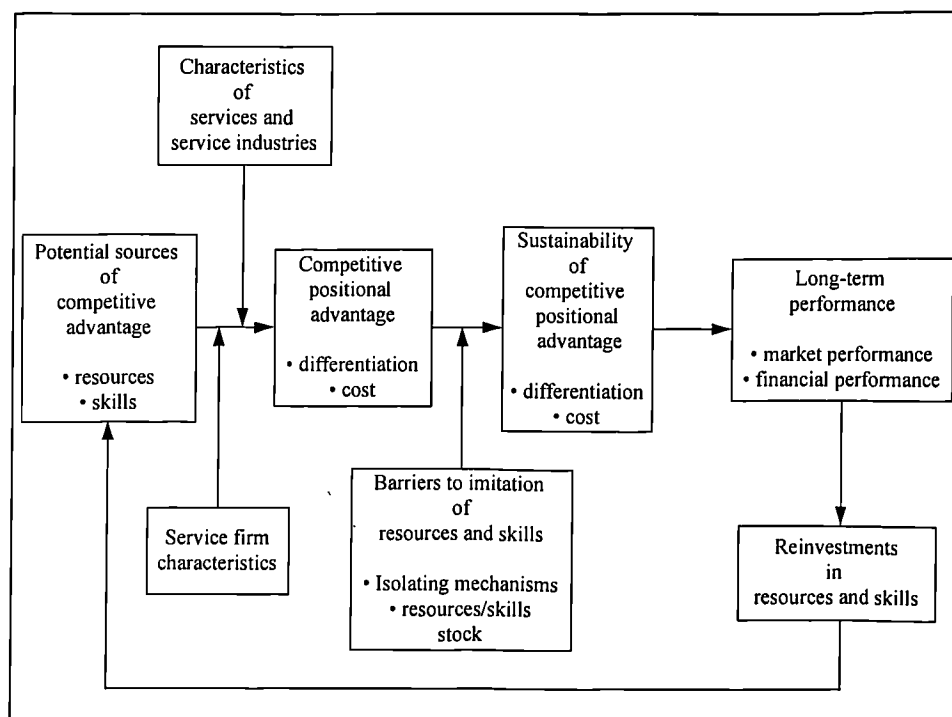 Characteristics
of
services and
service industries
Potential sources
of
competitive
advantage
• resources
• skills
Competitive
positional
advantage
• differentiation
• cost
Sustainability
of
competitive
positional
advantage
• differentiation
• cost
Long-term
performance
• market performance
• financial performance
Service firm
characteristics
Barriers to imitation
of
resources and skills
• Isolating mechanisms
• resources/skills
stock
Reinvestments
in
resources and skills